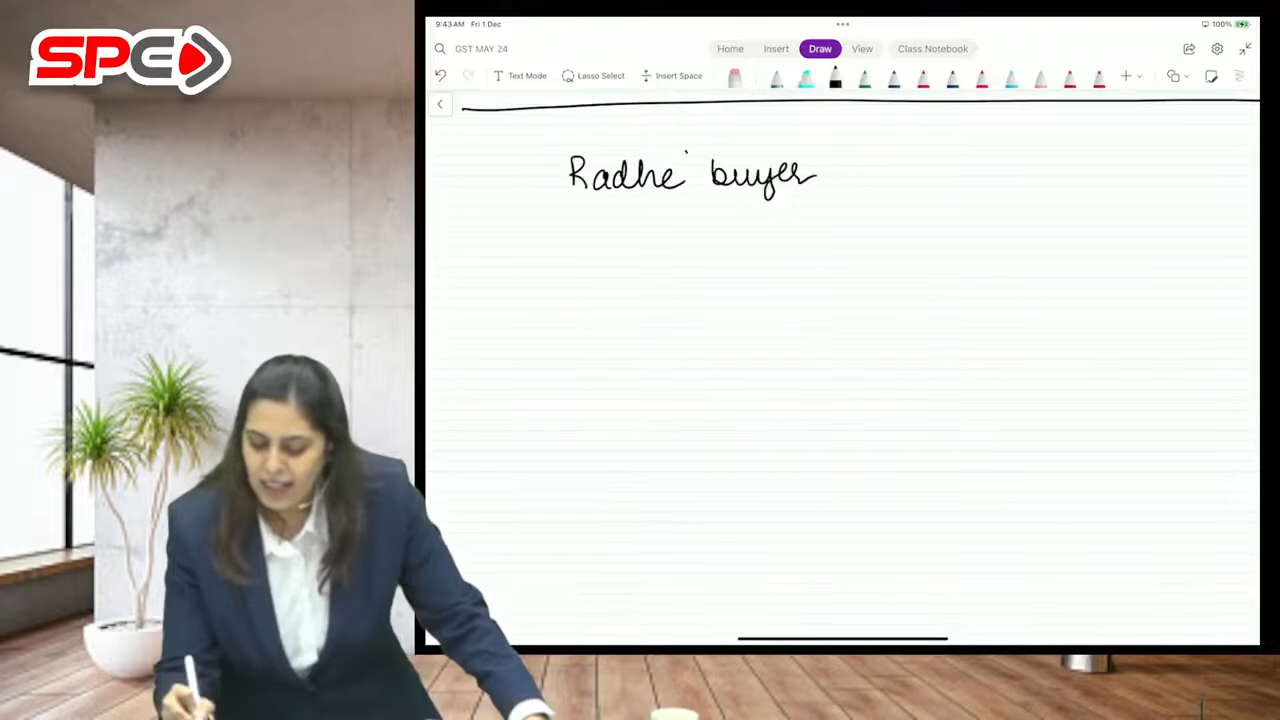 SPED
9:43 AM Fri 1 Dec
100%
GST MAY 24
Home Insert Draw View Class Notebook
Text Mode Lasso Select Insert Space
Radhe buyer